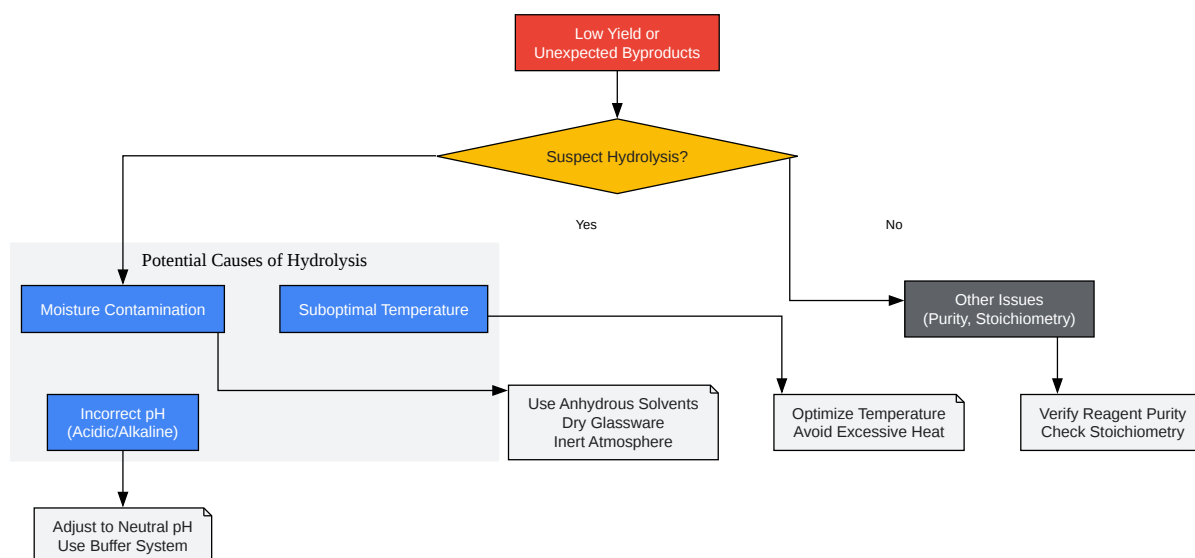 Low Yield or
Unexpected Byproducts
Suspect Hydrolysis?
Yes
No
Potential Causes of Hydrolysis
Moisture Contamination
Suboptimal Temperature
Other Issues
(Purity, Stoichiometry)
Incorrect pH
(Acidic/Alkaline)
Use Anhydrous Solvents
Dry Glassware
Inert Atmosphere
Optimize Temperature
Avoid Excessive Heat
Verify Reagent Purity
Check Stoichiometry
Adjust to Neutral pH
Use Buffer System